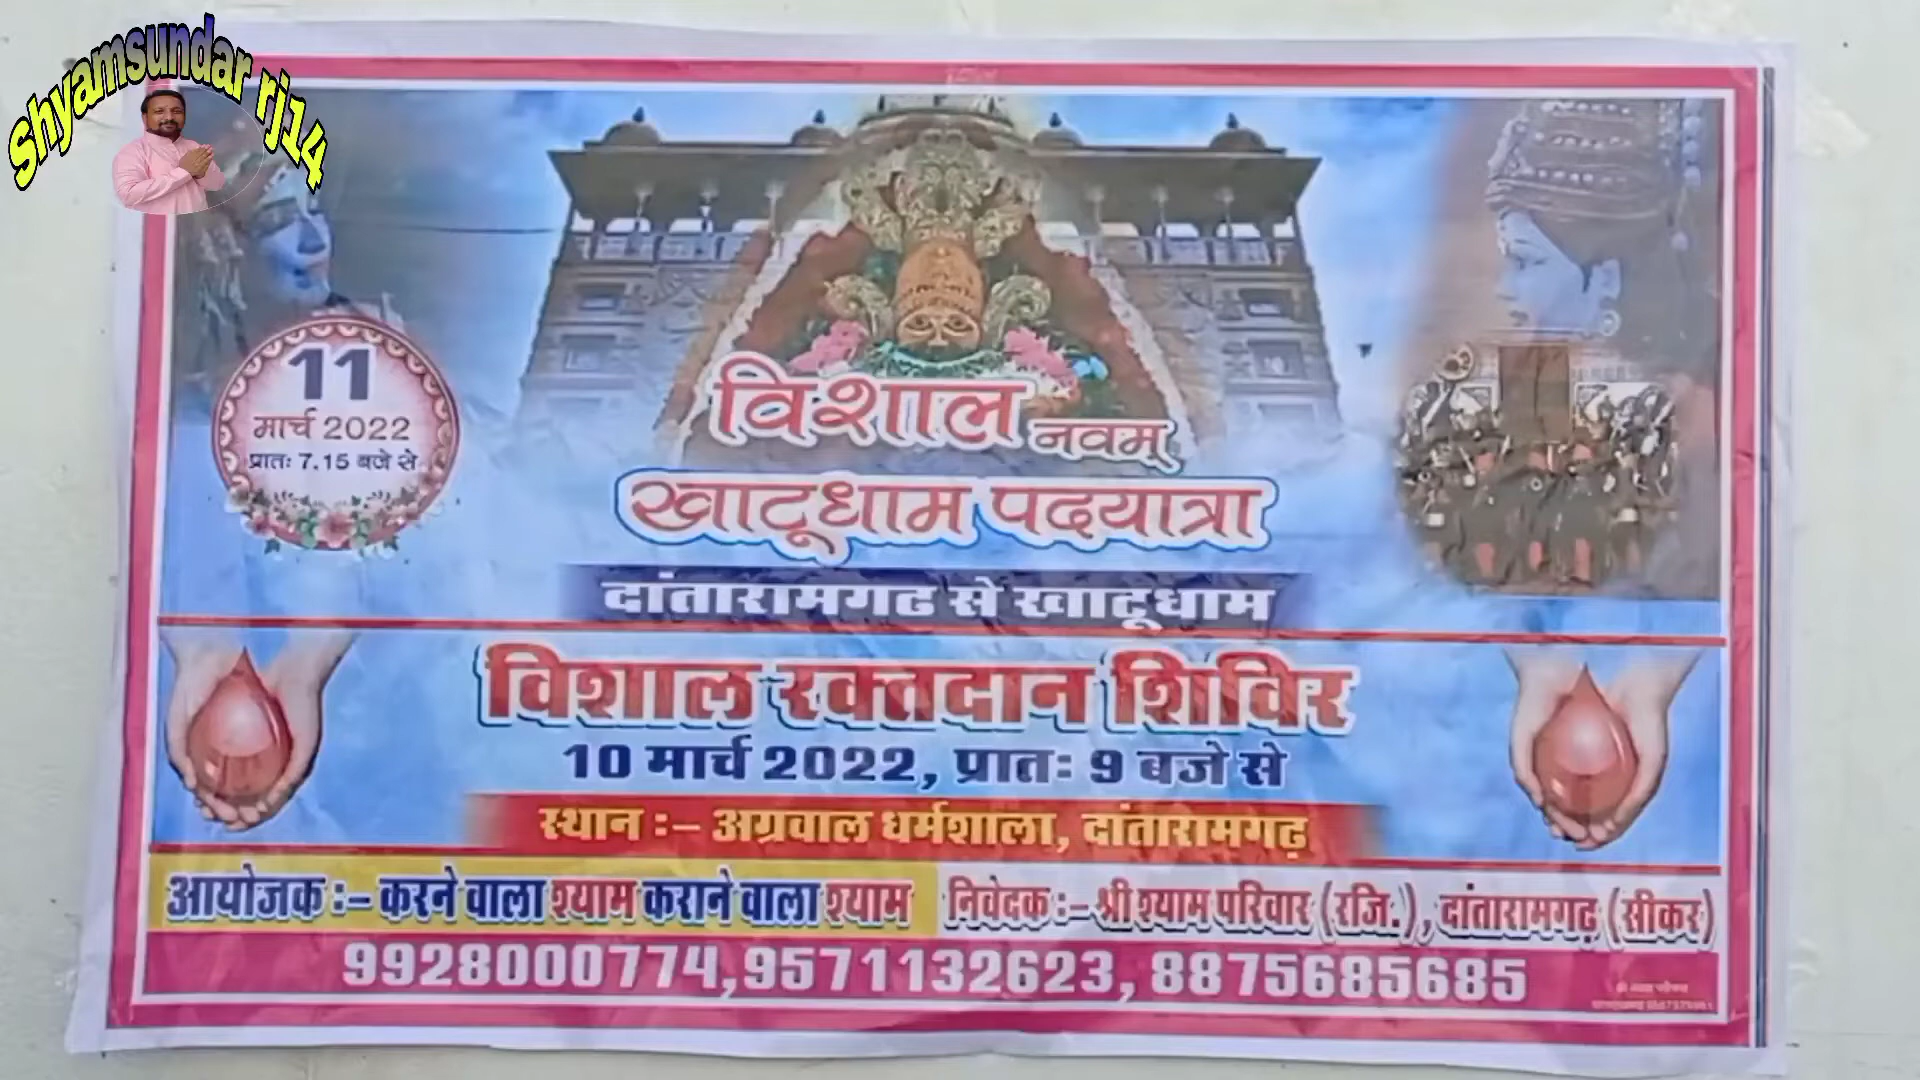 shyamsundar rj14
11
मार्च 2022
प्रातः 7.15 बजे से
विशाल नवम्
खाटूधाम पदयात्रा
दांतारामगढ से खाटूधाम
विशाल रक्तदान शिविर
10 मार्च 2022, प्रातः 9 बजे से
स्थान :– अग्रवाल धर्मशाला, दांतारामगढ़
आयोजक :– करने वाला श्याम कराने वाला श्याम
निवेदक :– श्री श्याम परिवार (रजि.), दांतारामगढ़ (सीकर)
9928000774,9571132623, 8875685685